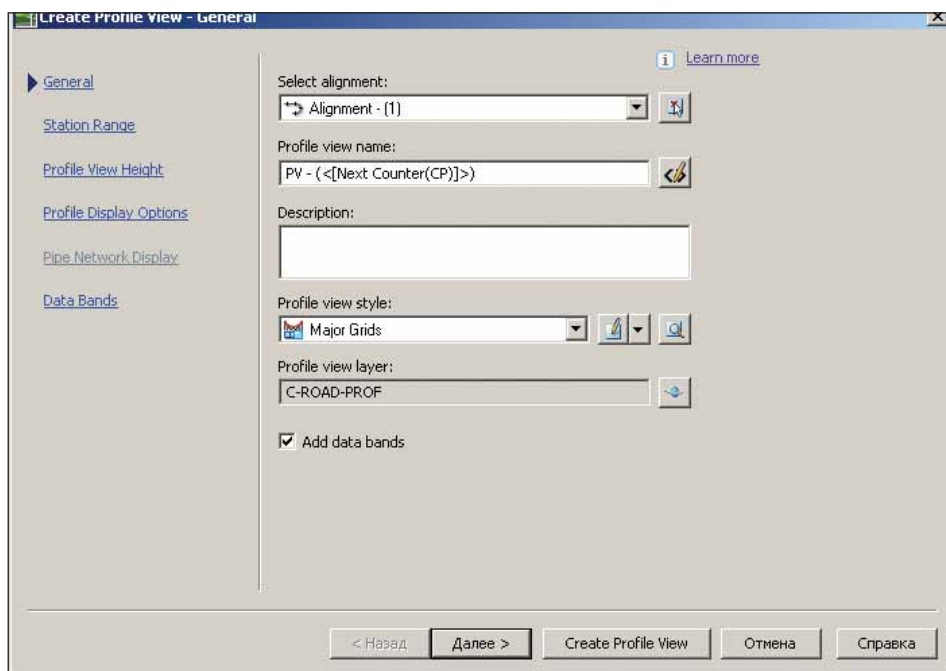 Create Profile View - General
Learn more
General
Station Range
Profile View Height
Profile Display Options
Pipe Network Display
Data Bands
Select alignment:
Alignment - (1)
Profile view name:
PV - (<[Next Counter(CP)]>)
Description:
Profile view style:
Major Grids
Profile view layer:
C-ROAD-PROF
Add data bands
< Назад
Далее >
Create Profile View
Отмена
Справка